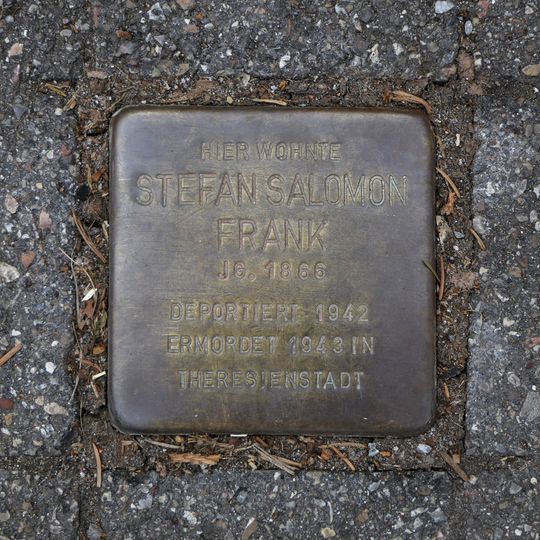 HIER WOHNTE
STEFAN SALOMON
FRANK
JG. 1866
DEPORTIERT 1942
ERMORDET 1943 IN
THERESIENSTADT